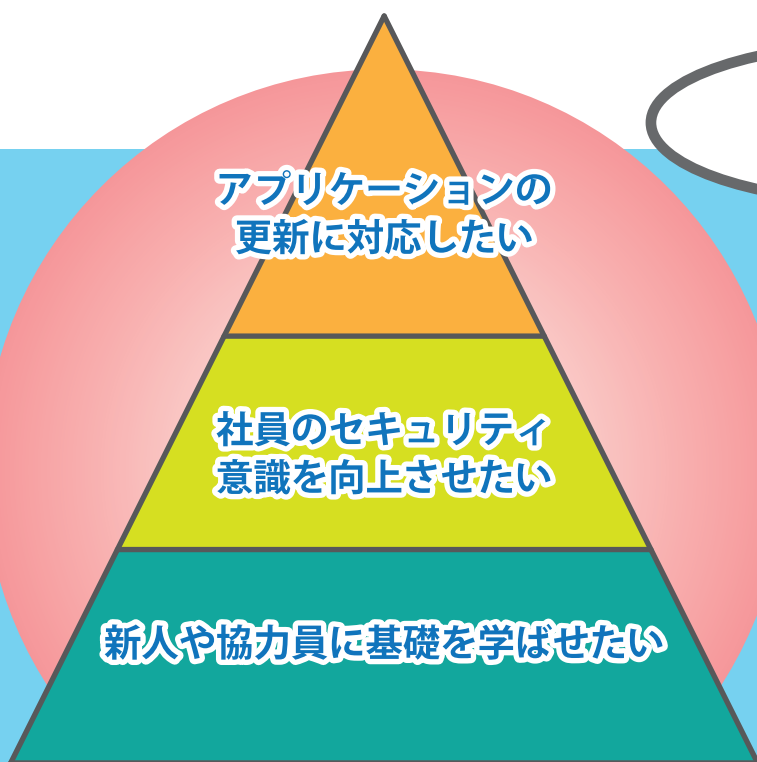 アプリケーションの
更新に対応したい
社員のセキュリティ
意識を向上させたい
新人や協力員に基礎を学ばせたい